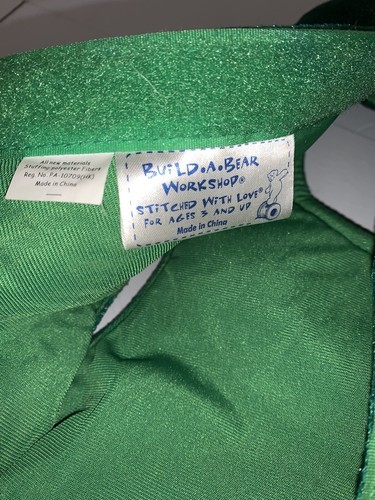 All new materials
Stuffing:polyester Fibers
Reg. No. PA-10709(HK)
Made in China
BUiLD•A•BEAR
WORKSHOP®
STiTCHED WiTH LOVE®
FOR AGES 3 AND UP
Made in China